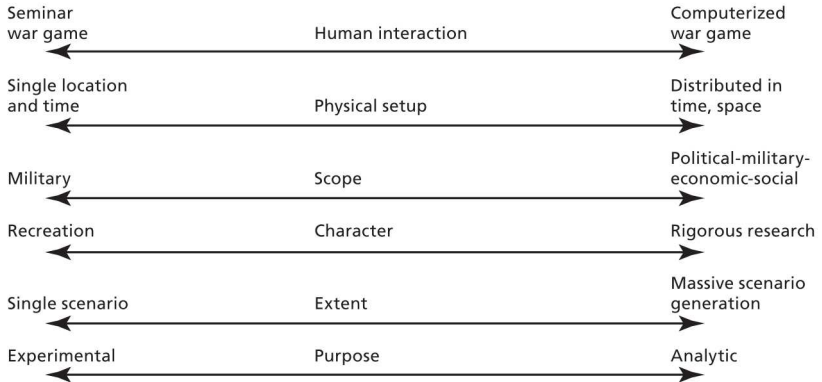 Seminar
war game
Human interaction
Computerized
war game
Single location
and time
Physical setup
Distributed in
time, space
Military
Scope
Political-military-
economic-social
Recreation
Character
Rigorous research
Single scenario
Extent
Massive scenario
generation
Experimental
Purpose
Analytic